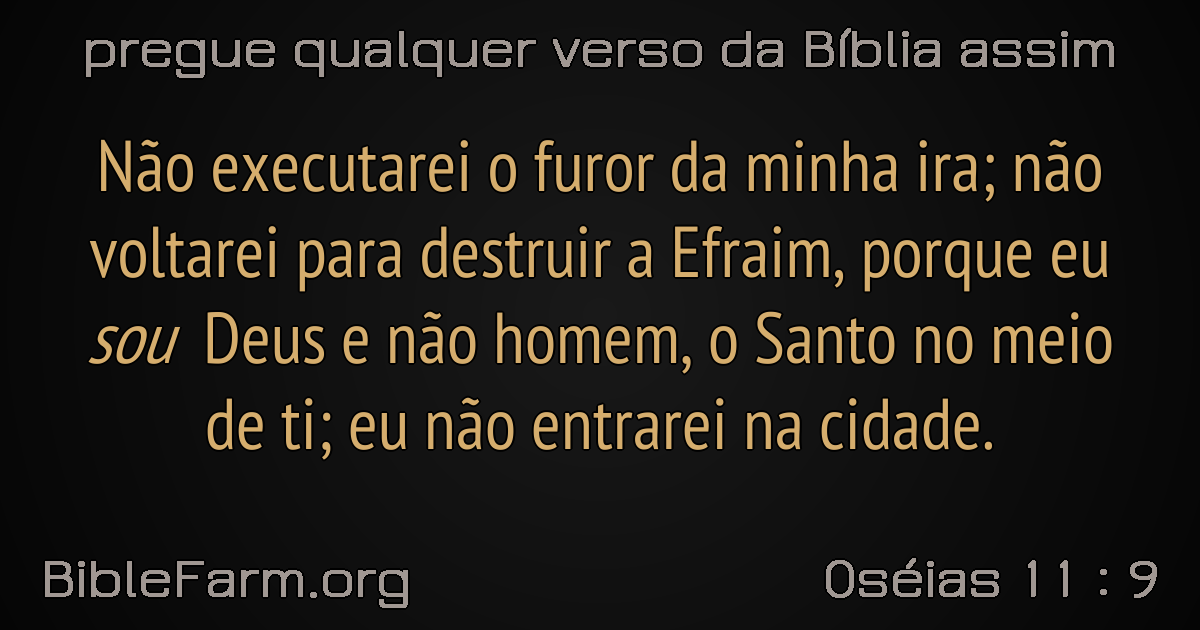 pregue qualquer verso da Bíblia assim
Não executarei o furor da minha ira; não
voltarei para destruir a Efraim, porque eu
sou Deus e não homem, o Santo no meio
de ti; eu não entrarei na cidade.
BibleFarm.org
Oséias 11 : 9